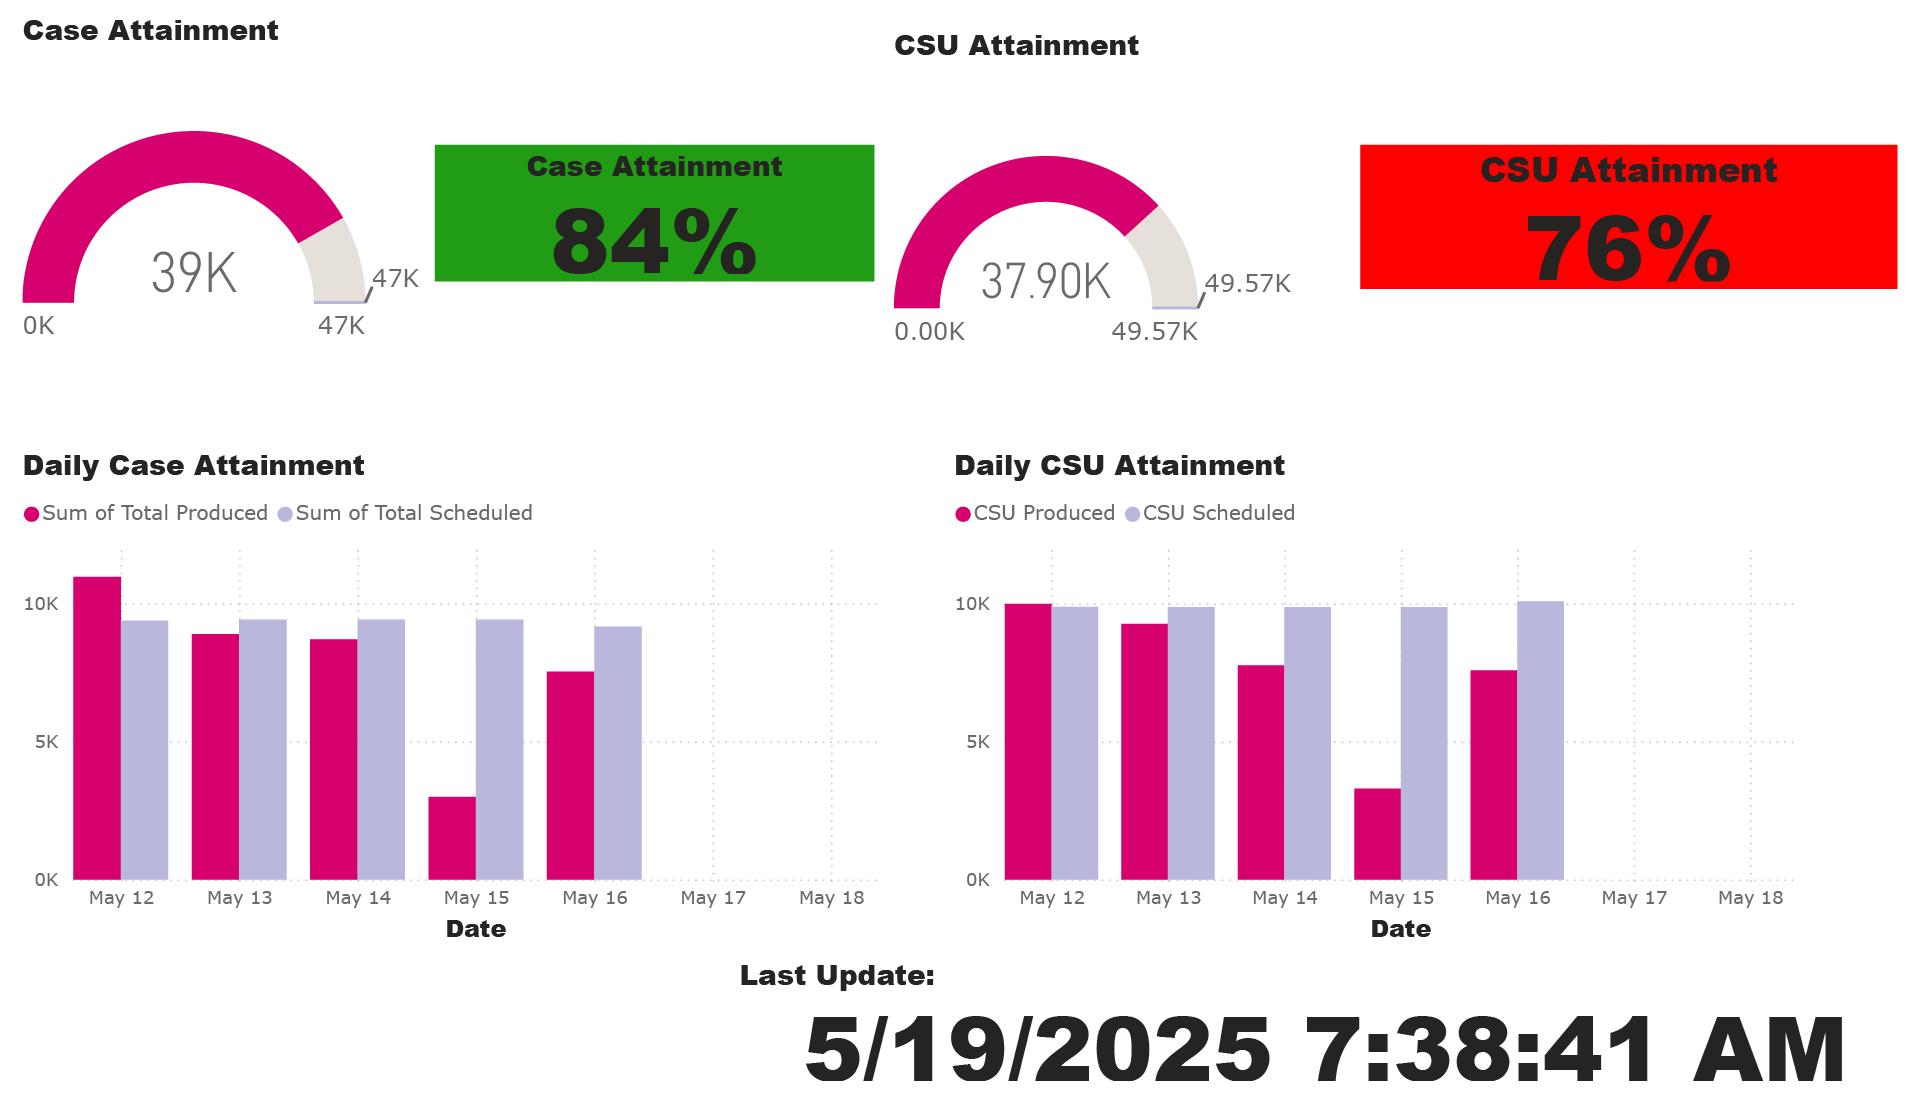 Case Attainment
39K
0K
47K
47K
Case Attainment
84%
CSU Attainment
37.90K
0.00K
49.57K
49.57K
CSU Attainment
76%
Daily Case Attainment
Sum of Total Produced Sum of Total Scheduled
10K
5K
0K
May 12 May 13 May 14 May 15 May 16 May 17 May 18
Date
Daily CSU Attainment
CSU Produced CSU Scheduled
10K
5K
0K
May 12 May 13 May 14 May 15 May 16 May 17 May 18
Date
Last Update:
5/19/2025 7:38:41 AM